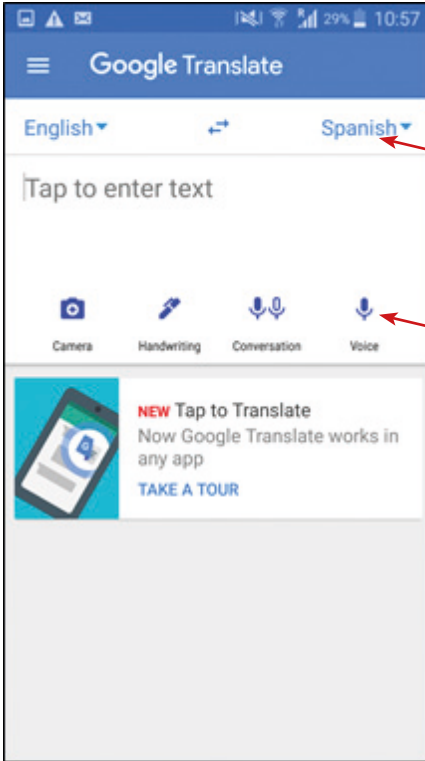 29% 10:57
Google Translate
English Spanish
Tap to enter text
Camera Handwriting Conversation Voice
NEW Tap to Translate
Now Google Translate works in
any app
TAKE A TOUR